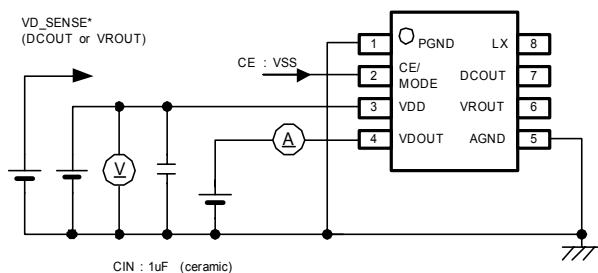 VD_SENSE*
(DCOUT or VROUT)
CE : VSS
1 PGND LX 8
2 CE/MODE DCOUT 7
3 VDD VROUT 6
4 VDOUT AGND 5
V
A
CIN : 1uF (ceramic)